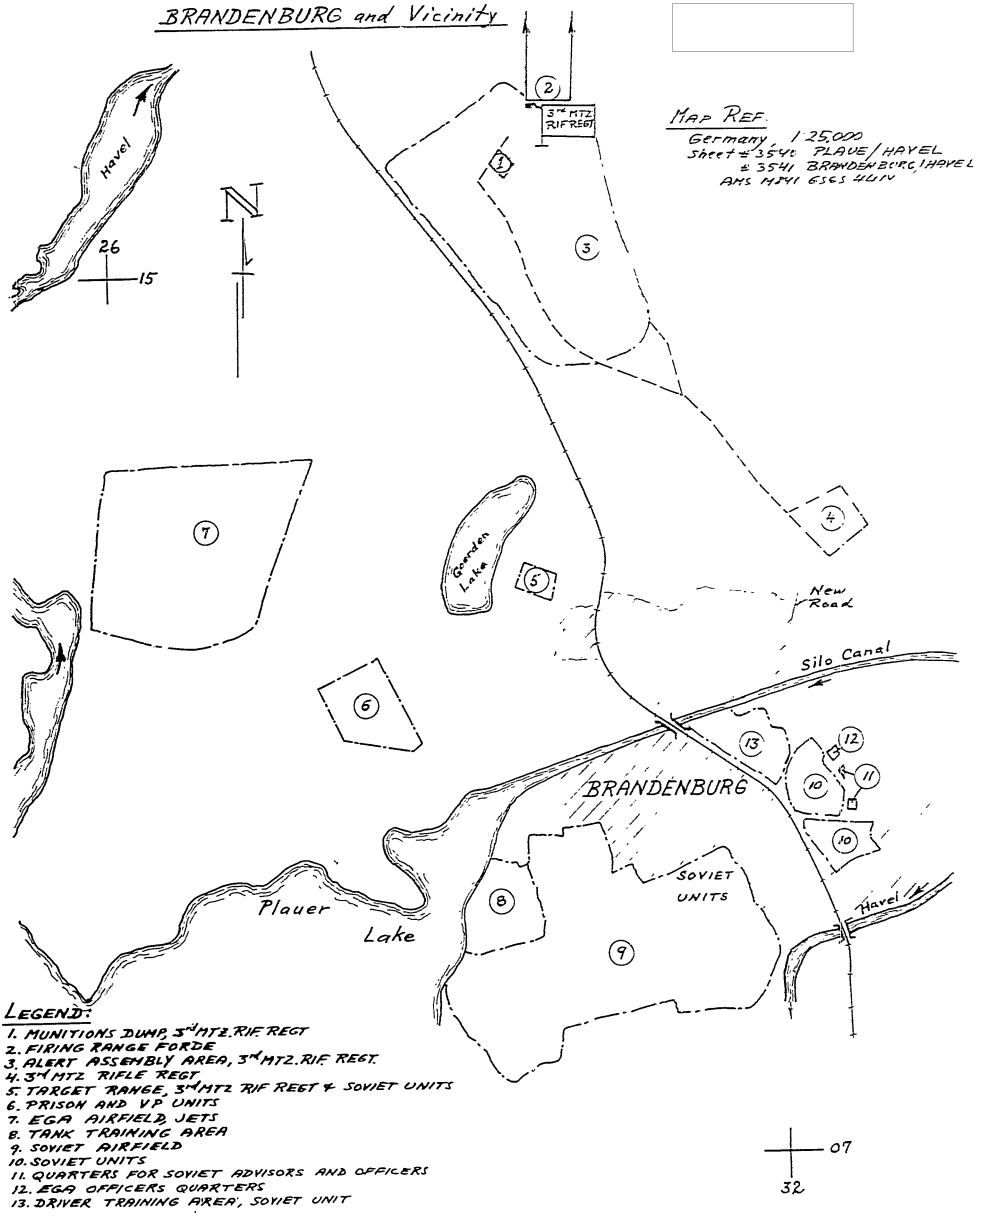 BRANDENBURG and Vicinity
2
3rd MTZ
RIF REGT
MAP REF.
Germany, 1:25,000
Sheet # 3540 PLAUE/HAVEL
# 3541 BRANDENBURG/HAVEL
AMS M841
Havel
1
N
26
15
3
4
7
Goerden
Lake
5
New
Road
Silo Canal
6
13
12
11
10
BRANDENBURG
10
SOVIET
UNITS
8
Havel
Plauer
Lake
9
LEGEND:
1. MUNITIONS DUMP, 3rd MTZ. RIF. REGT
2. FIRING RANGE FORDE
3. ALERT ASSEMBLY AREA, 3rd MTZ. RIF. REGT.
4. 3rd MTZ RIFLE REGT
5. TARGET RANGE, 3rd MTZ RIF REGT & SOVIET UNITS
6. PRISON AND VP UNITS
7. EGA AIRFIELD, JETS
8. TANK TRAINING AREA
9. SOVIET AIRFIELD
10. SOVIET UNITS
11. QUARTERS FOR SOVIET ADVISORS AND OFFICERS
12. EGA OFFICERS QUARTERS
13. DRIVER TRAINING AREA, SOVIET UNIT
07
32